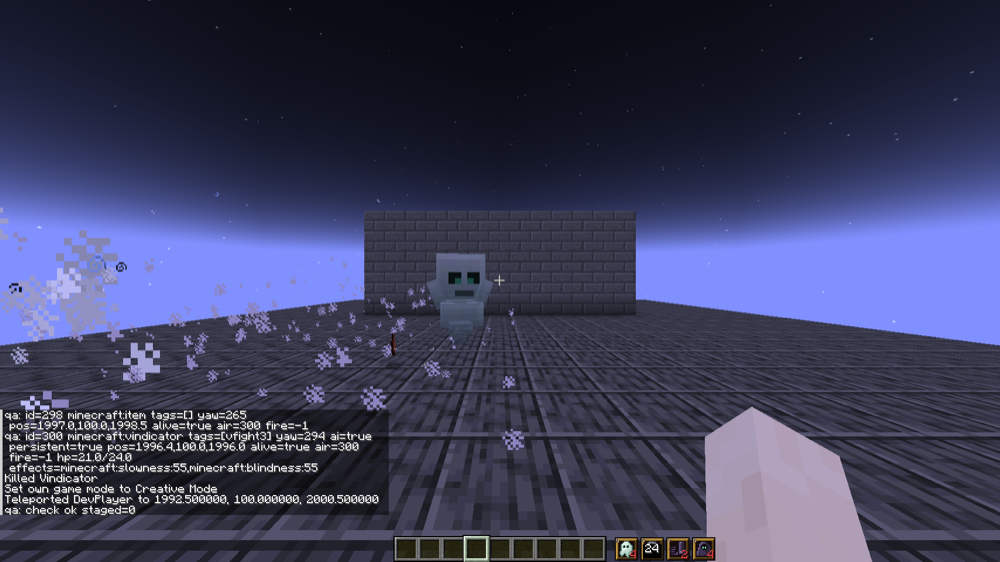 qa: id=298 minecraft:item tags=[] yaw=265
pos=1997.0,100.0,1998.5 alive=true air=300 fire=-1
qa: id=300 minecraft:vindicator tags=[vfight3] yaw=294 ai=true
persistent=true pos=1996.4,100.0,1996.0 alive=true air=300
fire=-1 hp=21.0/24.0
effects=minecraft:slowness:55,minecraft:blindness:55
Killed Vindicator
Set own game mode to Creative Mode
Teleported DevPlayer to 1992.500000, 100.000000, 2000.500000
qa: check ok staged=0
24